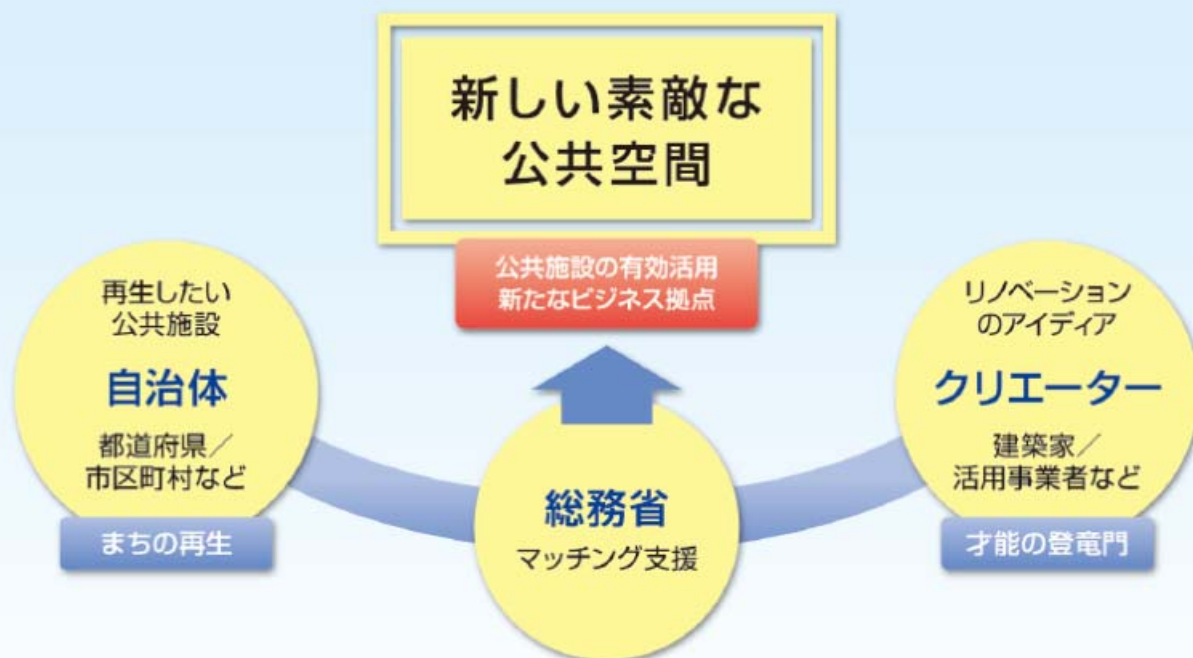 新しい素敵な
公共空間
公共施設の有効活用
新たなビジネス拠点
再生したい
公共施設
自治体
都道府県／
市区町村など
まちの再生
総務省
マッチング支援
リノベーション
のアイディア
クリエーター
建築家／
活用事業者など
才能の登竜門